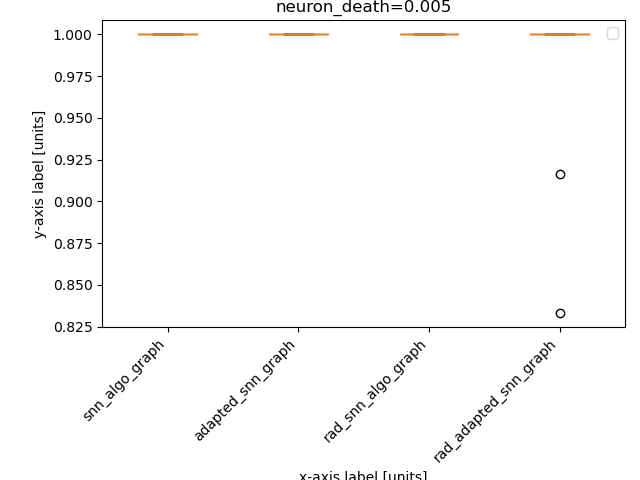 neuron_death=0.005
1.000
0.975
0.950
0.925
0.900
0.875
0.850
0.825
y-axis label [units]
snn_algo_graph
adapted_snn_graph
rad_snn_algo_graph
rad_adapted_snn_graph
x-axis label [units]